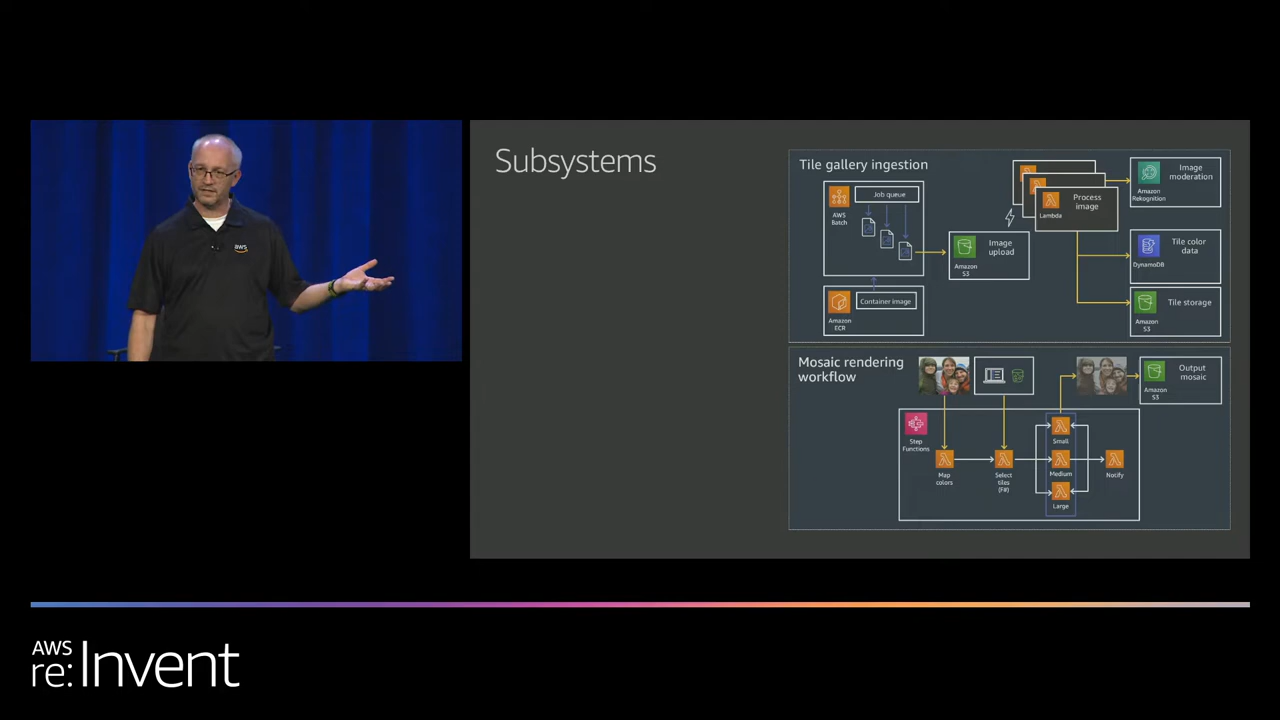 aws
Subsystems
Tile gallery ingestion
AWS
Batch
Job queue
Amazon
ECR
Container image
Amazon
S3
Image
upload
Lambda
Process
image
Amazon
Rekognition
Image
moderation
DynamoDB
Tile color
data
Amazon
S3
Tile storage
Mosaic rendering
workflow
Amazon
S3
Output
mosaic
Step
Functions
Map
colors
Select
tiles
(F#)
Small
Medium
Large
Notify
AWS
re:Invent